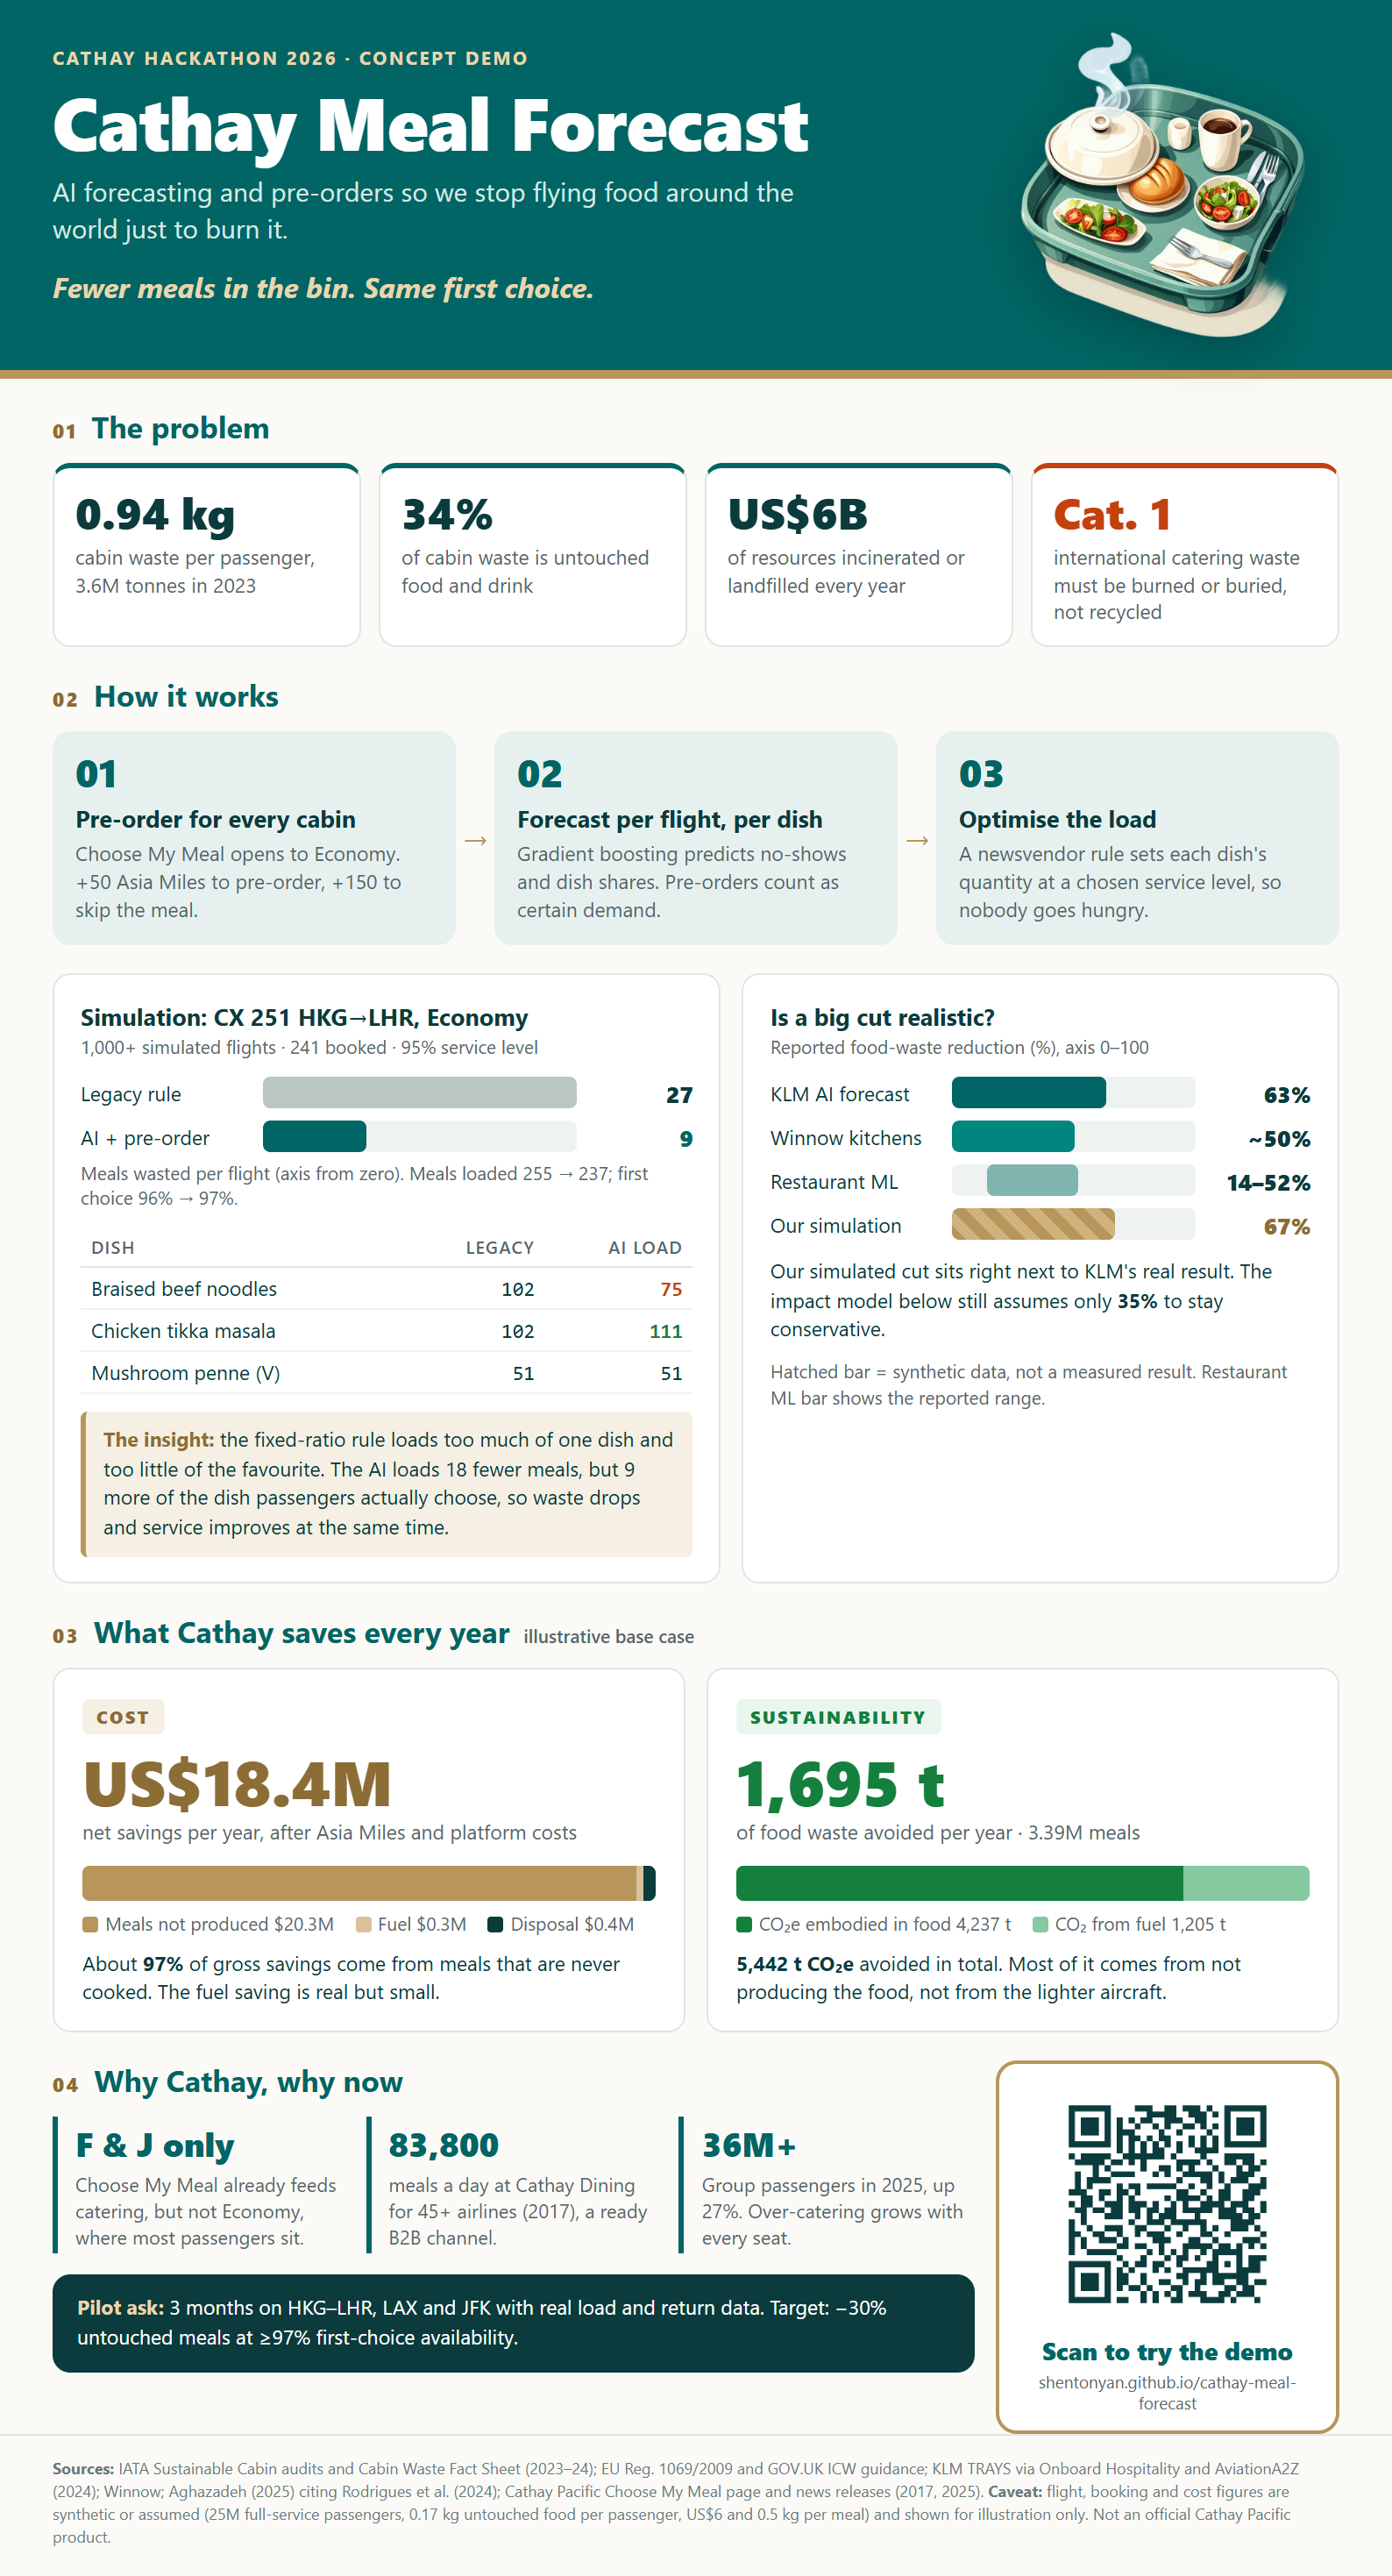 CATHAY HACKATHON 2026 · CONCEPT DEMO
Cathay Meal Forecast
AI forecasting and pre-orders so we stop flying food around the
world just to burn it.
Fewer meals in the bin. Same first choice.
01 The problem
0.94 kg
cabin waste per passenger,
3.6M tonnes in 2023
34%
of cabin waste is untouched
food and drink
US$6B
of resources incinerated or
landfilled every year
Cat. 1
international catering waste
must be burned or buried,
not recycled
02 How it works
01
Pre-order for every cabin
Choose My Meal opens to Economy.
+50 Asia Miles to pre-order, +150 to
skip the meal.
→
02
Forecast per flight, per dish
Gradient boosting predicts no-shows
and dish shares. Pre-orders count as
certain demand.
→
03
Optimise the load
A newsvendor rule sets each dish's
quantity at a chosen service level, so
nobody goes hungry.
Simulation: CX 251 HKG→LHR, Economy
1,000+ simulated flights · 241 booked · 95% service level
Legacy rule 27
AI + pre-order 9
Meals wasted per flight (axis from zero). Meals loaded 255 → 237; first
choice 96% → 97%.
DISH LEGACY AI LOAD
Braised beef noodles 102 75
Chicken tikka masala 102 111
Mushroom penne (V) 51 51
The insight: the fixed-ratio rule loads too much of one dish and
too little of the favourite. The AI loads 18 fewer meals, but 9
more of the dish passengers actually choose, so waste drops
and service improves at the same time.
Is a big cut realistic?
Reported food-waste reduction (%), axis 0–100
KLM AI forecast 63%
Winnow kitchens ~50%
Restaurant ML 14–52%
Our simulation 67%
Our simulated cut sits right next to KLM's real result. The
impact model below still assumes only 35% to stay
conservative.
Hatched bar = synthetic data, not a measured result. Restaurant
ML bar shows the reported range.
03 What Cathay saves every year illustrative base case
COST
US$18.4M
net savings per year, after Asia Miles and platform costs
Meals not produced $20.3M Fuel $0.3M Disposal $0.4M
About 97% of gross savings come from meals that are never
cooked. The fuel saving is real but small.
SUSTAINABILITY
1,695 t
of food waste avoided per year · 3.39M meals
CO₂e embodied in food 4,237 t CO₂ from fuel 1,205 t
5,442 t CO₂e avoided in total. Most of it comes from not
producing the food, not from the lighter aircraft.
04 Why Cathay, why now
F & J only
Choose My Meal already feeds
catering, but not Economy,
where most passengers sit.
83,800
meals a day at Cathay Dining
for 45+ airlines (2017), a ready
B2B channel.
36M+
Group passengers in 2025, up
27%. Over-catering grows with
every seat.
Pilot ask: 3 months on HKG–LHR, LAX and JFK with real load and return data. Target: −30%
untouched meals at ≥97% first-choice availability.
Scan to try the demo
shentonyan.github.io/cathay-meal-
forecast
Sources: IATA Sustainable Cabin audits and Cabin Waste Fact Sheet (2023–24); EU Reg. 1069/2009 and GOV.UK ICW guidance; KLM TRAYS via Onboard Hospitality and AviationA2Z
(2024); Winnow; Aghazadeh (2025) citing Rodrigues et al. (2024); Cathay Pacific Choose My Meal page and news releases (2017, 2025). Caveat: flight, booking and cost figures are
synthetic or assumed (25M full-service passengers, 0.17 kg untouched food per passenger, US$6 and 0.5 kg per meal) and shown for illustration only. Not an official Cathay Pacific
product.